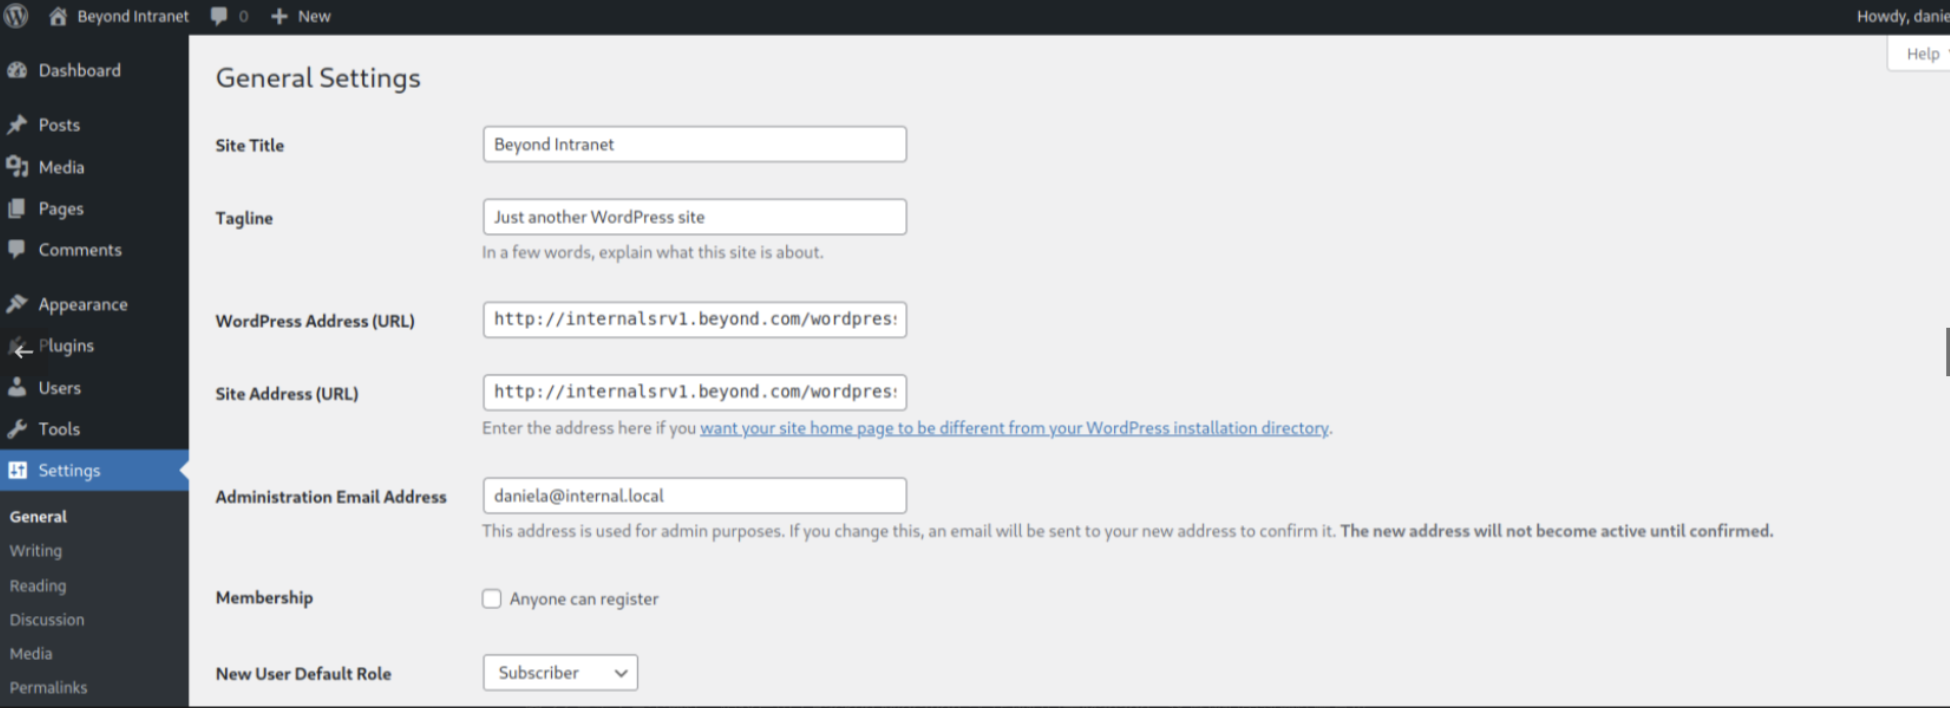 Beyond Intranet 0 New Howdy, danie
Help
Dashboard
Posts
Media
Pages
Comments
Appearance
Plugins
Users
Tools
Settings
General
Writing
Reading
Discussion
Media
Permalinks
General Settings
Site Title Beyond Intranet
Tagline Just another WordPress site
In a few words, explain what this site is about.
WordPress Address (URL) http://internalsrv1.beyond.com/wordpres
Site Address (URL) http://internalsrv1.beyond.com/wordpres
Enter the address here if you want your site home page to be different from your WordPress installation directory.
Administration Email Address daniela@internal.local
This address is used for admin purposes. If you change this, an email will be sent to your new address to confirm it. The new address will not become active until confirmed.
Membership Anyone can register
New User Default Role Subscriber